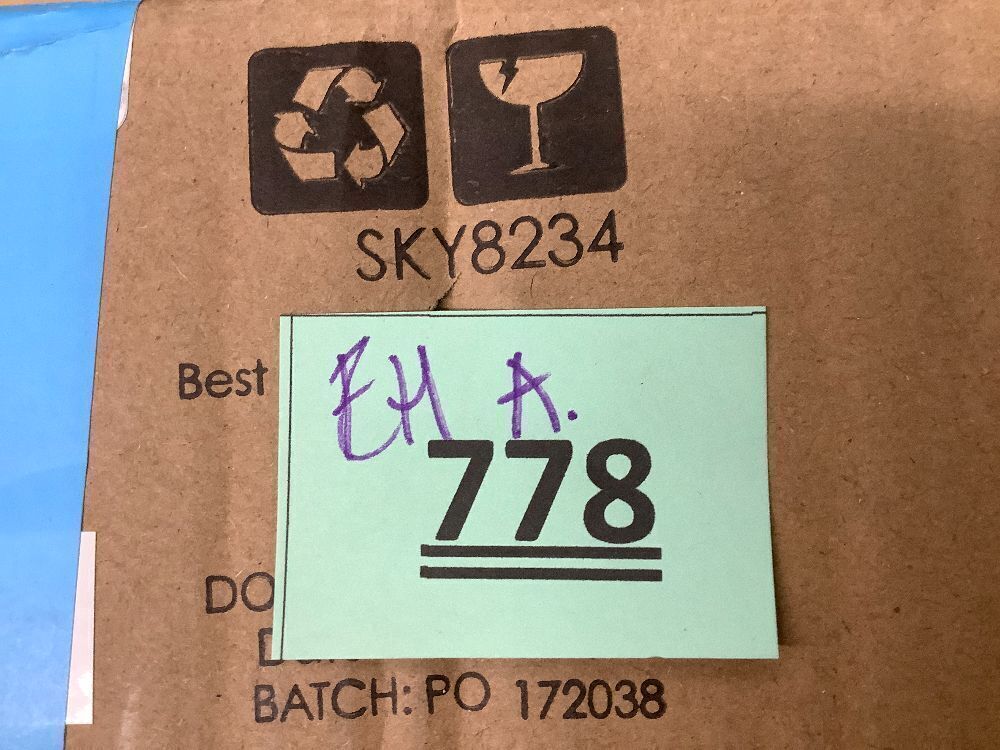 SKY8234
Best
EH A.
778
DO
BATCH: PO 172038